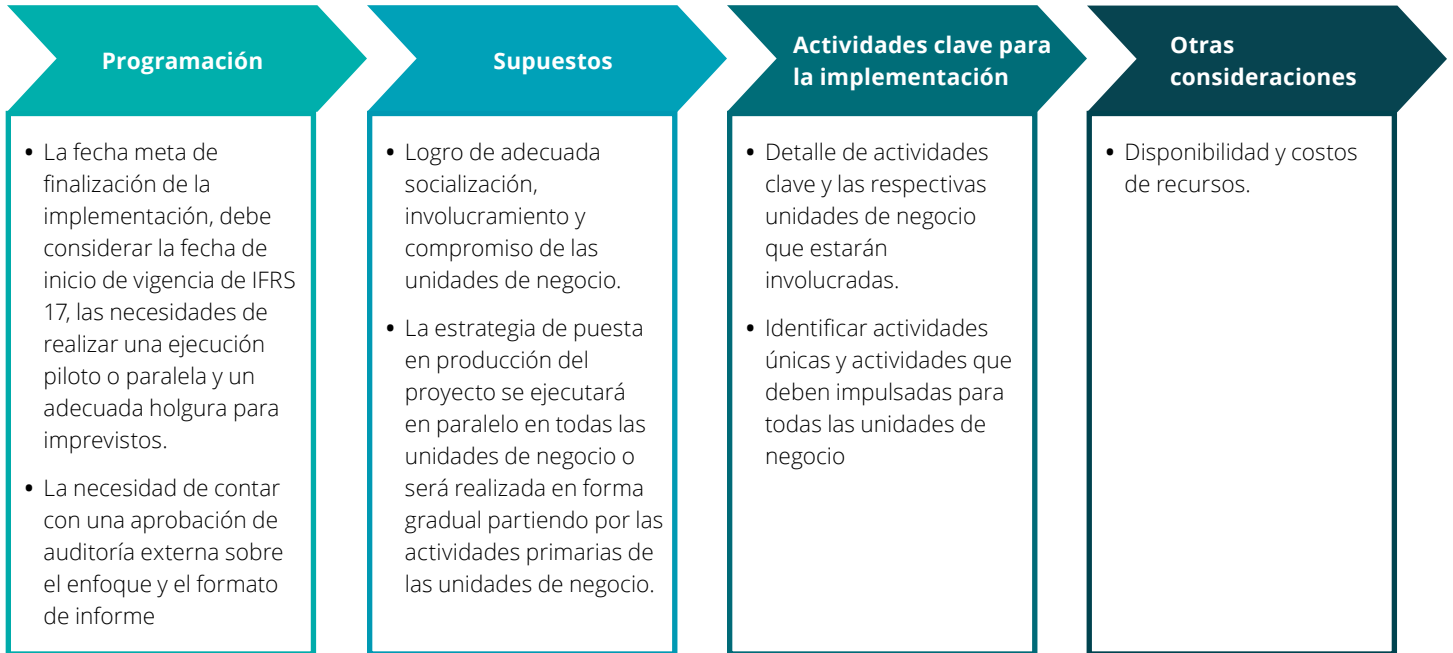 Programación
• La fecha meta de
finalización de la
implementación, debe
considerar la fecha de
inicio de vigencia de IFRS
17, las necesidades de
realizar una ejecución
piloto o paralela y un
adecuada holgura para
imprevistos.
• La necesidad de contar
con una aprobación de
auditoría externa sobre
el enfoque y el formato
de informe
Supuestos
• Logro de adecuada
socialización,
involucramiento y
compromiso de las
unidades de negocio.
• La estrategia de puesta
en producción del
proyecto se ejecutará
en paralelo en todas las
unidades de negocio o
será realizada en forma
gradual partiendo por las
actividades primarias de
las unidades de negocio.
Actividades clave para
la implementación
• Detalle de actividades
clave y las respectivas
unidades de negocio
que estarán
involucradas.
• Identificar actividades
únicas y actividades que
deben impulsadas para
todas las unidades de
negocio
Otras
consideraciones
• Disponibilidad y costos
de recursos.